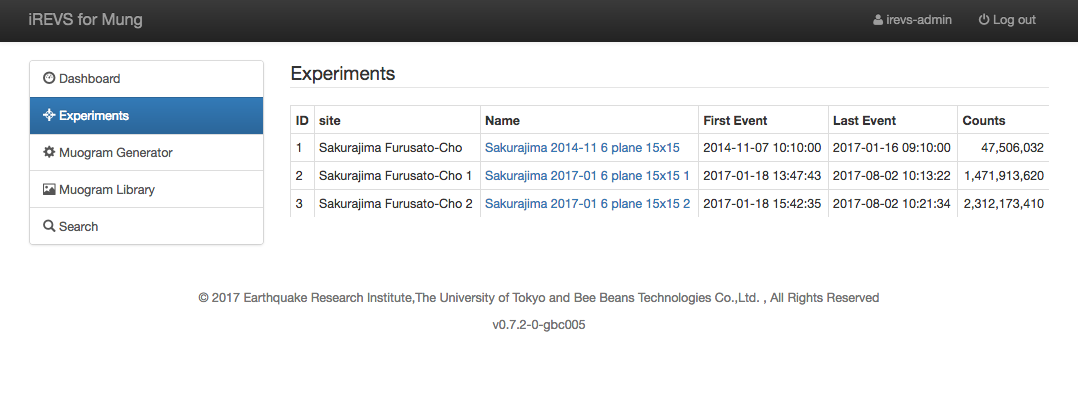 iREVS for Mung
irevs-admin
Log out
Dashboard
Experiments
Muogram Generator
Muogram Library
Search
Experiments
ID site Name First Event Last Event Counts
1 Sakurajima Furusato-Cho Sakurajima 2014-11 6 plane 15x15 2014-11-07 10:10:00 2017-01-16 09:10:00 47,506,032
2 Sakurajima Furusato-Cho 1 Sakurajima 2017-01 6 plane 15x15 1 2017-01-18 13:47:43 2017-08-02 10:13:22 1,471,913,620
3 Sakurajima Furusato-Cho 2 Sakurajima 2017-01 6 plane 15x15 2 2017-01-18 15:42:35 2017-08-02 10:21:34 2,312,173,410
© 2017 Earthquake Research Institute,The University of Tokyo and Bee Beans Technologies Co.,Ltd. , All Rights Reserved
v0.7.2-0-gbc005